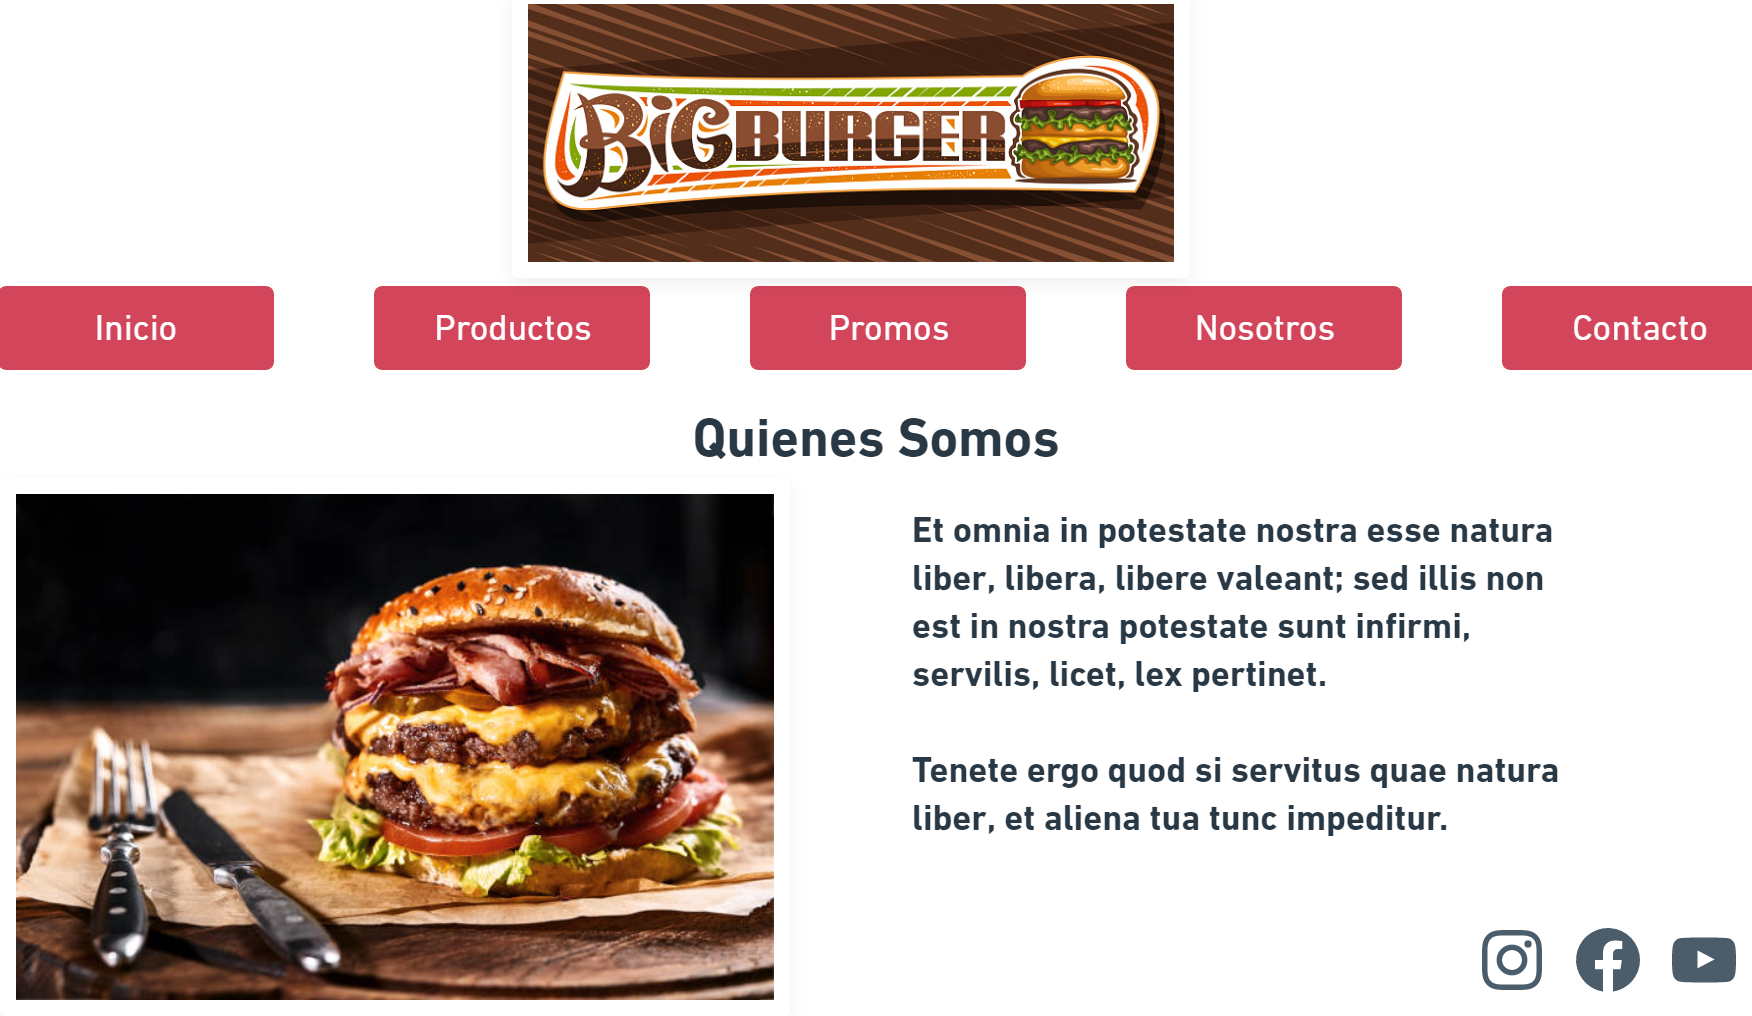 BiGBURGER
Inicio
Productos
Promos
Nosotros
Contacto
Quienes Somos
Et omnia in potestate nostra esse natura
liber, libera, libere valeant; sed illis non
est in nostra potestate sunt infirmi,
servilis, licet, lex pertinet.
Tenete ergo quod si servitus quae natura
liber, et aliena tua tunc impeditur.